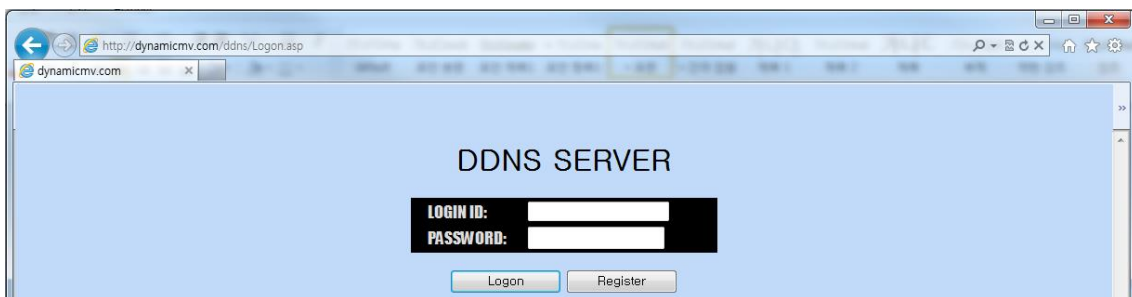 http://dynamicmv.com/ddns/Logon.asp
dynamicmv.com
DDNS SERVER
LOGIN ID:
PASSWORD:
Logon Register